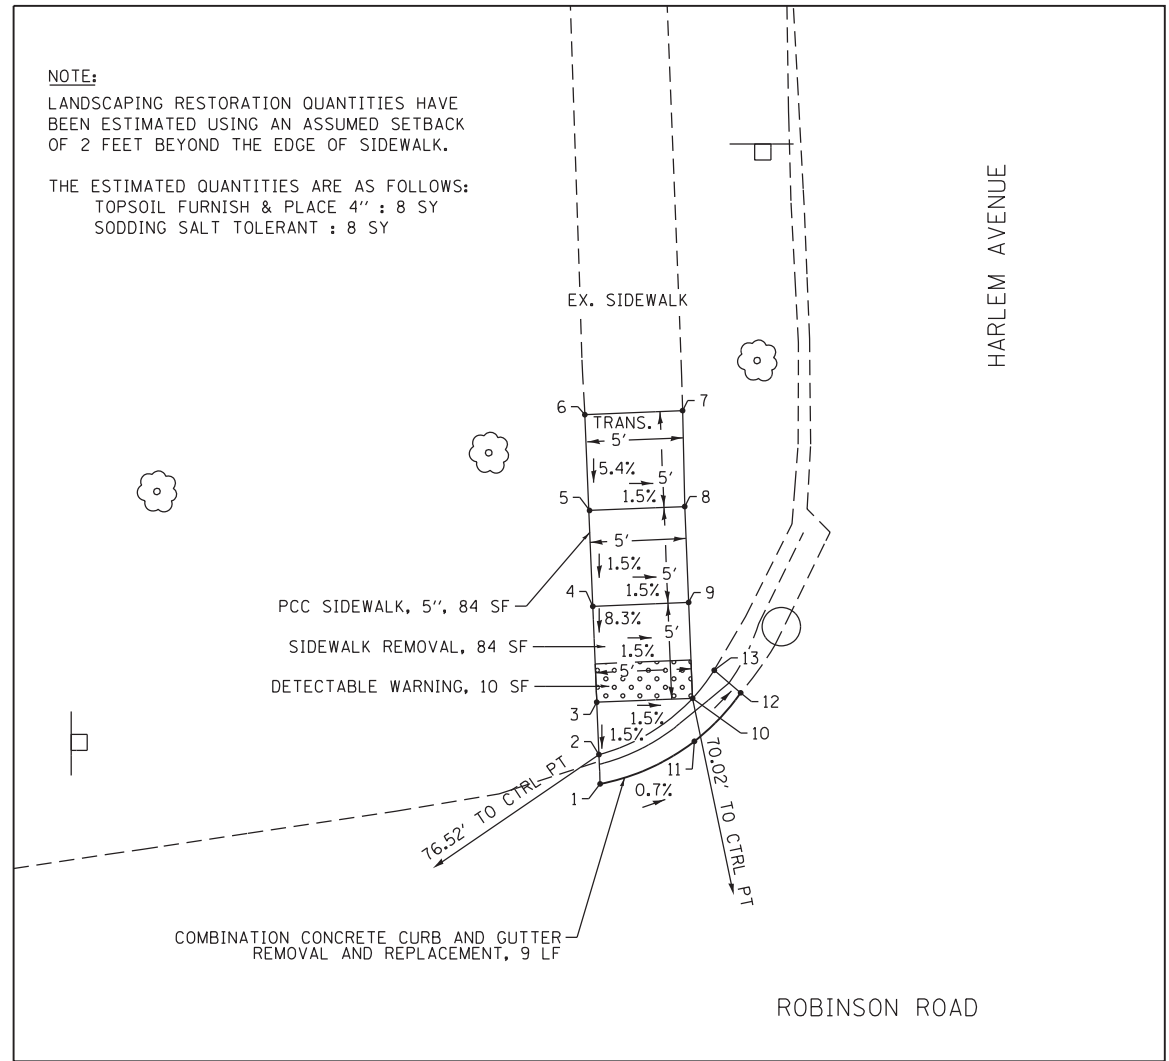 NOTE:
LANDSCAPING RESTORATION QUANTITIES HAVE
BEEN ESTIMATED USING AN ASSUMED SETBACK
OF 2 FEET BEYOND THE EDGE OF SIDEWALK.
THE ESTIMATED QUANTITIES ARE AS FOLLOWS:
TOPSOIL FURNISH & PLACE 4'' : 8 SY
SODDING SALT TOLERANT : 8 SY
HARLEM AVENUE
EX. SIDEWALK
6
7
TRANS.
5'
5.4%
5'
1.5%
5
8
5'
1.5%
5'
1.5%
4
9
PCC SIDEWALK, 5'', 84 SF
8.3%
5'
SIDEWALK REMOVAL, 84 SF
1.5%
5'
13
DETECTABLE WARNING, 10 SF
12
3
1.5%
10
1.5%
2
11
1
0.7%
76.52' TO CTRL PT
70.02' TO CTRL PT
COMBINATION CONCRETE CURB AND GUTTER
REMOVAL AND REPLACEMENT, 9 LF
ROBINSON ROAD